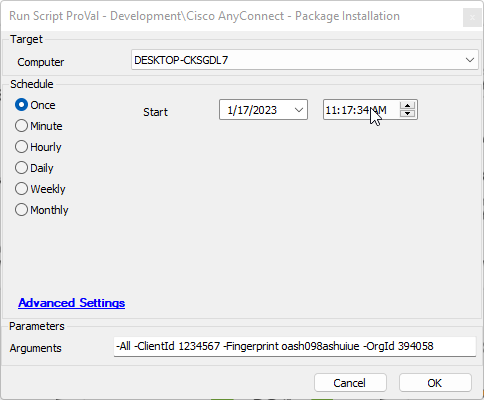 Run Script ProVal - Development\Cisco AnyConnect - Package Installation
Target
Computer DESKTOP-CKSGDL7
Schedule
Once Start 1/17/2023 11:17:34 AM
Minute
Hourly
Daily
Weekly
Monthly
Advanced Settings
Parameters
Arguments -All -ClientId 1234567 -Fingerprint oash098ashuiue -OrgId 394058
Cancel OK